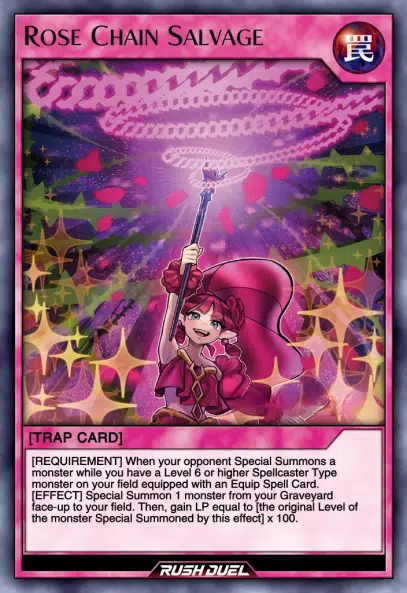 ROSE CHAIN SALVAGE
罠
[TRAP CARD]
[REQUIREMENT] When your opponent Special Summons
a monster while you have a Level 6 or higher Spellcaster Type
monster on your field equipped with an Equip Spell Card.
[EFFECT] Special Summon 1 monster from your Graveyard
face-up to your field. Then, gain LP equal to [the original Level of
the monster Special Summoned by this effect] x 100.
RUSH DUEL